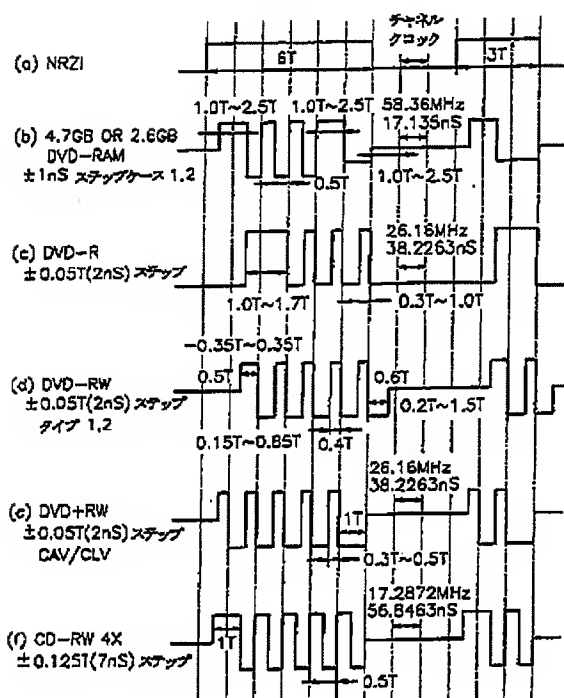 チャネル
クロック
(a) NRZI
6T
3T
1.0T~2.5T
1.0T~2.5T
58.36MHz
17.135nS
(b) 4.7GB OR 2.6GB
DVD-RAM
±1nS ステップケース 1,2
0.5T
1.0T~2.5T
(c) DVD-R
±0.05T(2nS) ステップ
26.16MHz
38.2263nS
1.0T~1.7T
0.3T~1.0T
-0.35T~0.35T
0.5T
0.6T
(d) DVD-RW
±0.05T(2nS) ステップ
タイプ 1,2
0.2T~1.5T
0.15T~0.85T
0.4T
26.16MHz
38.2263nS
(e) DVD+RW
±0.05T(2nS) ステップ
CAV/CLV
1T
0.3T~0.5T
17.2872MHz
56.8463nS
(f) CD-RW 4X
±0.125T(7nS) ステップ
1T
0.5T